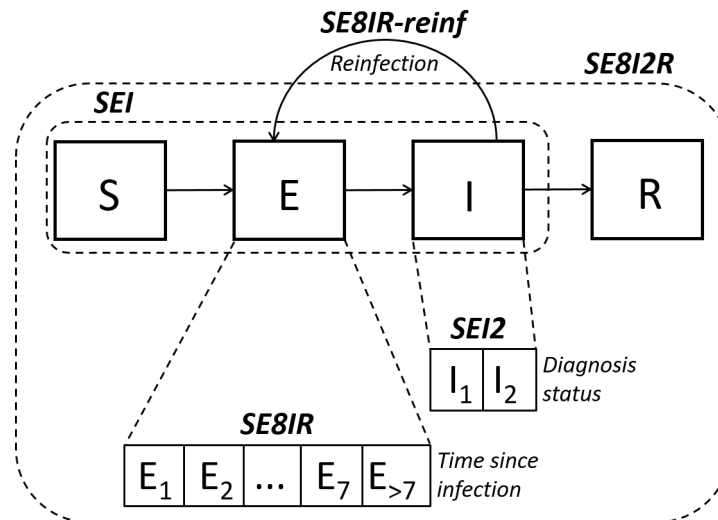 SE8IR-reinf
Reinfection
SE8I2R
SEI
S
E
I
R
SEI2
I1
I2
Diagnosis
status
SE8IR
E1
E2
...
E7
E>7
Time since
infection